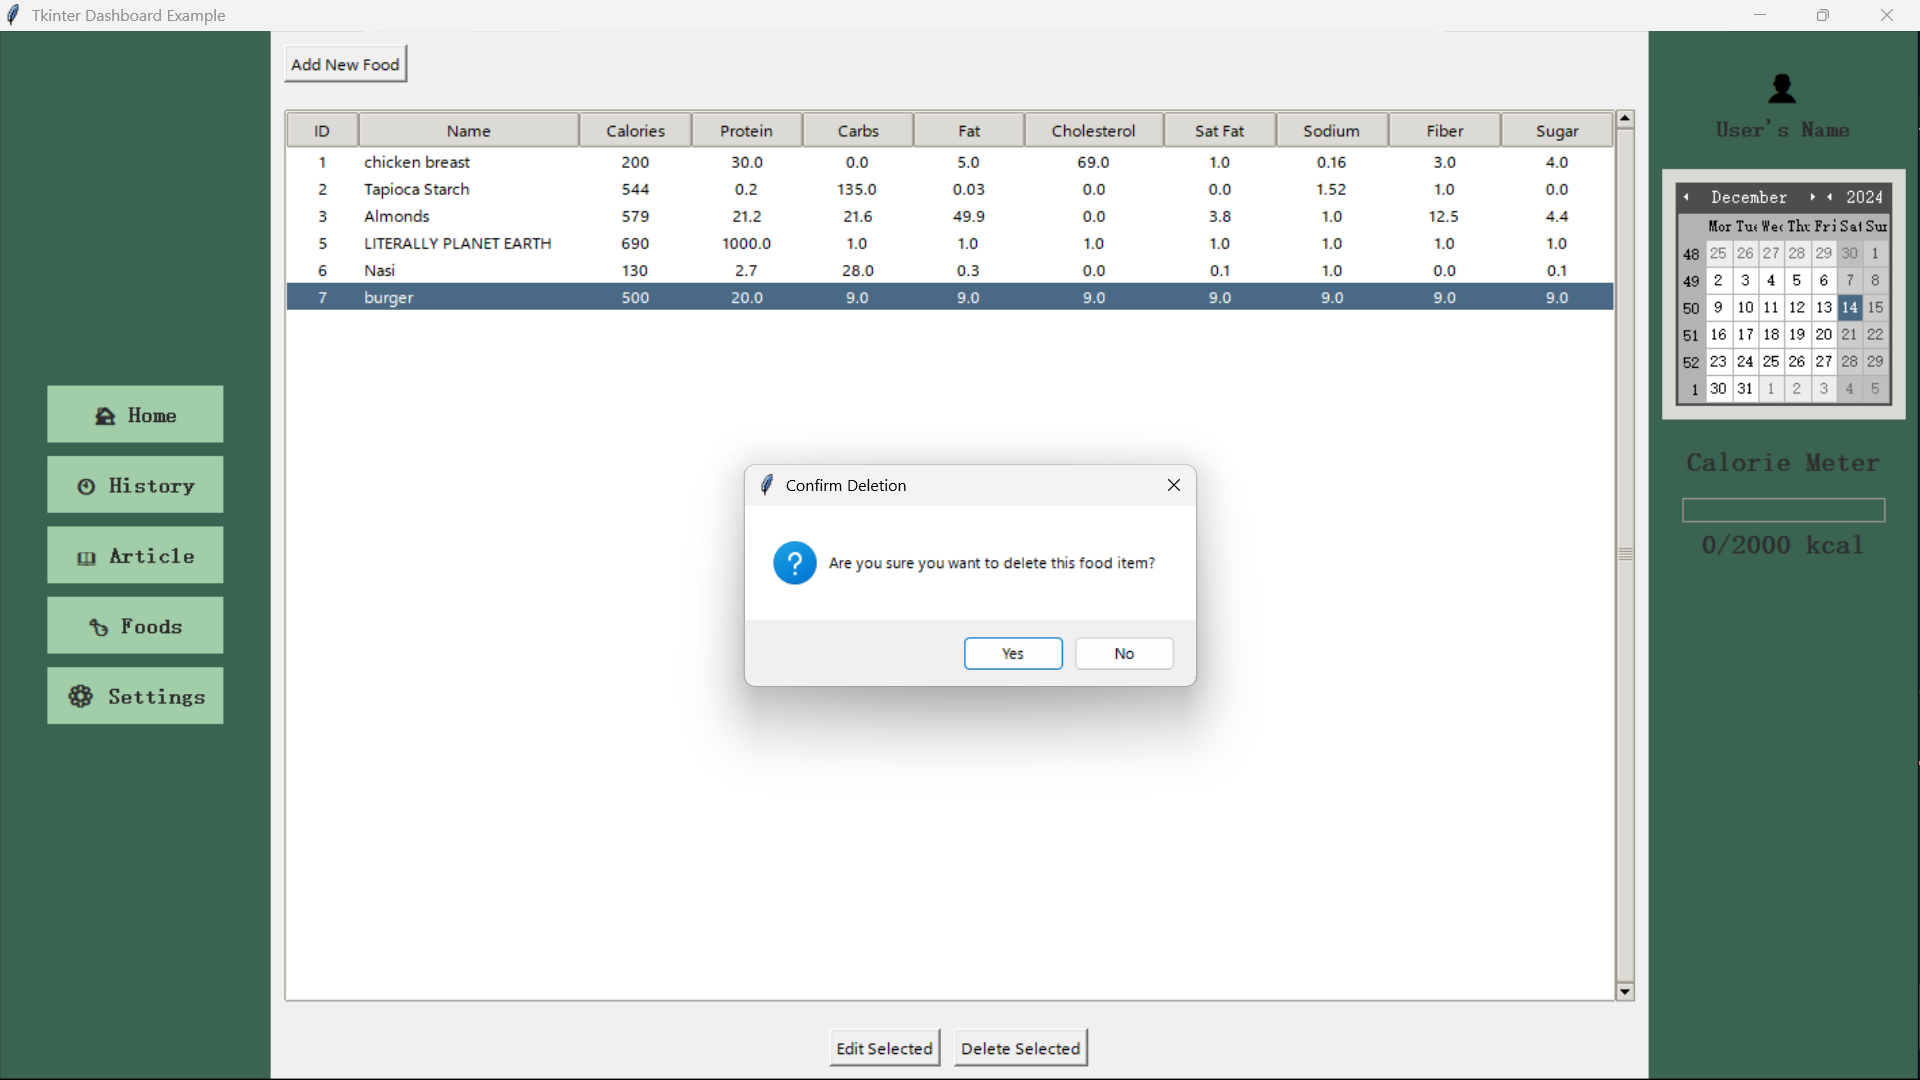 Tkinter Dashboard Example
Add New Food
ID Name Calories Protein Carbs Fat Cholesterol Sat Fat Sodium Fiber Sugar
1 chicken breast 200 30.0 0.0 5.0 69.0 1.0 0.16 3.0 4.0
2 Tapioca Starch 544 0.2 135.0 0.03 0.0 0.0 1.52 1.0 0.0
3 Almonds 579 21.2 21.6 49.9 0.0 3.8 1.0 12.5 4.4
5 LITERALLY PLANET EARTH 690 1000.0 1.0 1.0 1.0 1.0 1.0 1.0 1.0
6 Nasi 130 2.7 28.0 0.3 0.0 0.1 1.0 0.0 0.1
7 burger 500 20.0 9.0 9.0 9.0 9.0 9.0 9.0 9.0
Home
History
Article
Foods
Settings
Confirm Deletion
Are you sure you want to delete this food item?
Yes No
Edit Selected Delete Selected
User's Name
December 2024
Mon Tue Wed Thu Fri Sat Sun
48 25 26 27 28 29 30 1
49 2 3 4 5 6 7 8
50 9 10 11 12 13 14 15
51 16 17 18 19 20 21 22
52 23 24 25 26 27 28 29
1 30 31 1 2 3 4 5
Calorie Meter
0/2000 kcal